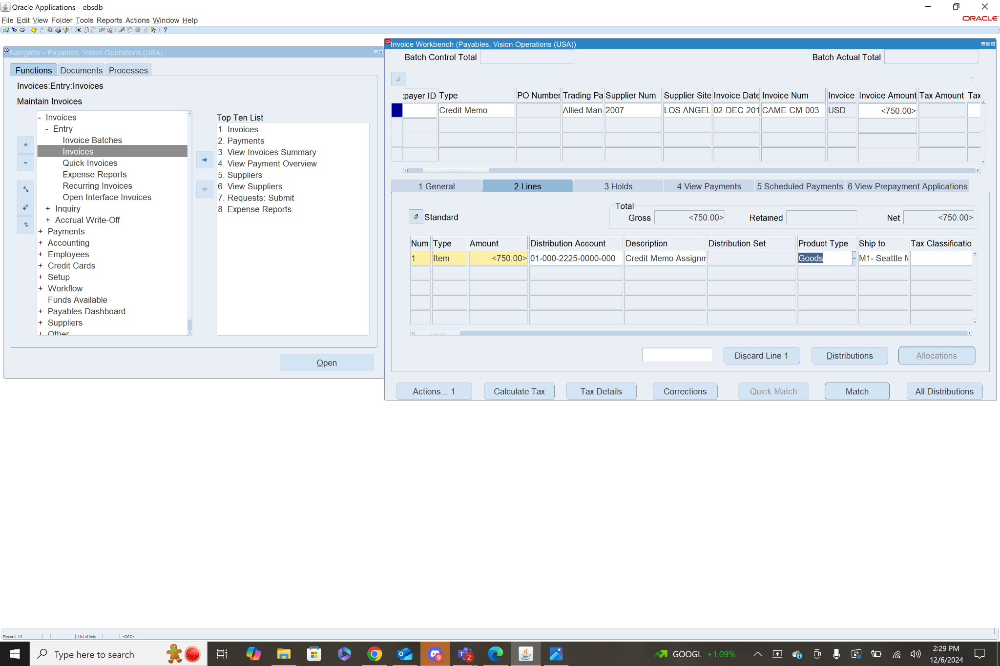 Oracle Applications - ebsdb
File Edit View Folder Tools Reports Actions Window Help
ORACLE
Navigator - Payables, Vision Operations (USA)
Functions Documents Processes
Invoices:Entry:Invoices
Maintain Invoices
- Invoices
- Entry
Invoice Batches
Invoices
Quick Invoices
Expense Reports
Recurring Invoices
Open Interface Invoices
+ Inquiry
+ Accrual Write-Off
+ Payments
+ Accounting
+ Employees
+ Credit Cards
+ Setup
+ Workflow
Funds Available
+ Payables Dashboard
+ Suppliers
+ Other
Top Ten List
1. Invoices
2. Payments
3. View Invoices Summary
4. View Payment Overview
5. Suppliers
6. View Suppliers
7. Requests: Submit
8. Expense Reports
Open
Invoice Workbench (Payables, Vision Operations (USA))
Batch Control Total Batch Actual Total
payer ID Type PO Number Trading Pa Supplier Num Supplier Site Invoice Date Invoice Num Invoice Invoice Amount Tax Amount Tax
Credit Memo Allied Man 2007 LOS ANGEL 02-DEC-201 CAME-CM-003 USD <750.00>
1 General 2 Lines 3 Holds 4 View Payments 5 Scheduled Payments 6 View Prepayment Applications
Total
Standard Gross <750.00> Retained Net <750.00>
Num Type Amount Distribution Account Description Distribution Set Product Type Ship to Tax Classificatio
1 Item <750.00> 01-000-2225-0000-000 Credit Memo Assignm Goods M1- Seattle M
Discard Line 1 Distributions Allocations
Actions... 1 Calculate Tax Tax Details Corrections Quick Match Match All Distributions
Record: 1/1 ... List of Valu... <OSC>
Type here to search
9
2
GOOGL +1.09%
2:29 PM
12/6/2024